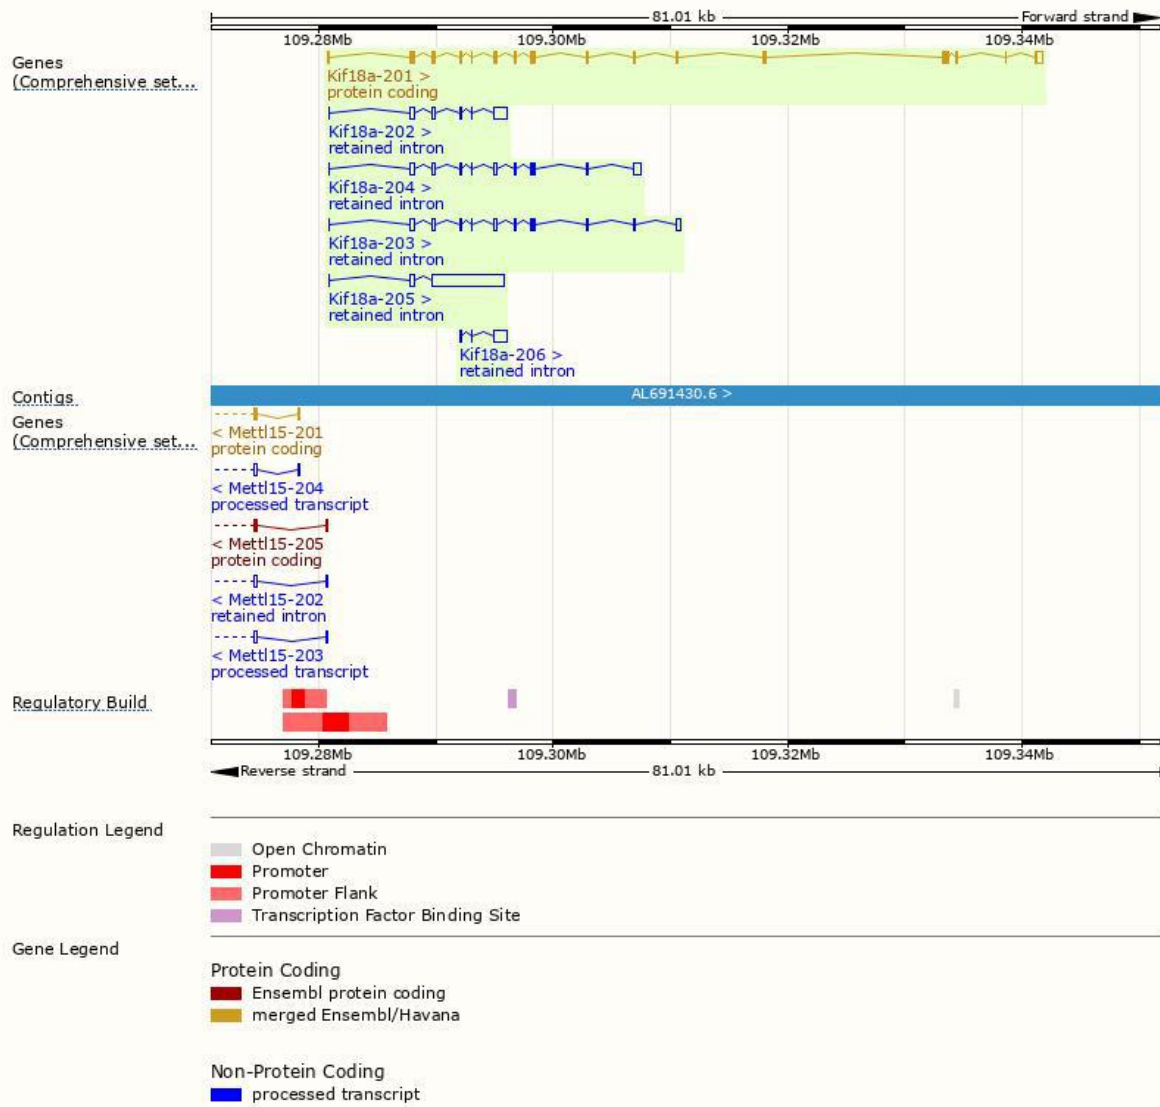 81.01 kb
Forward strand
109.28Mb 109.30Mb 109.32Mb 109.34Mb
Genes
(Comprehensive set...
Kif18a-201 >
protein coding
Kif18a-202 >
retained intron
Kif18a-204 >
retained intron
Kif18a-203 >
retained intron
Kif18a-205 >
retained intron
Kif18a-206 >
retained intron
Contigs
AL691430.6 >
Genes
(Comprehensive set...
< Mettl15-201
protein coding
< Mettl15-204
processed transcript
< Mettl15-205
protein coding
< Mettl15-202
retained intron
< Mettl15-203
processed transcript
Regulatory Build
109.28Mb 109.30Mb 109.32Mb 109.34Mb
Reverse strand
81.01 kb
Regulation Legend
Open Chromatin
Promoter
Promoter Flank
Transcription Factor Binding Site
Gene Legend
Protein Coding
Ensembl protein coding
merged Ensembl/Havana
Non-Protein Coding
processed transcript